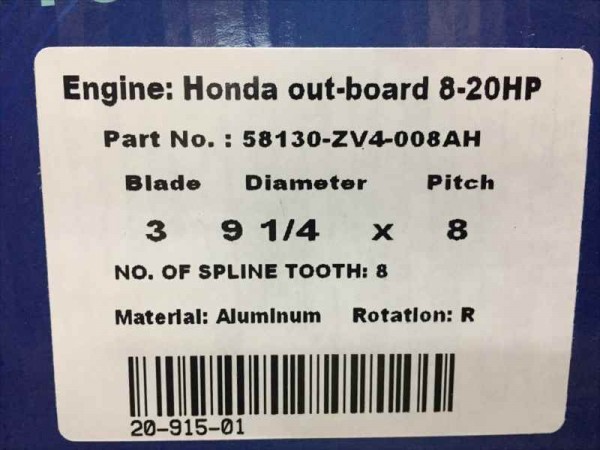 Engine: Honda out-board 8-20HP
Part No. : 58130-ZV4-008AH
Blade Diameter Pitch
3 9 1/4 x 8
NO. OF SPLINE TOOTH: 8
Material: Aluminum Rotation: R
20-915-01